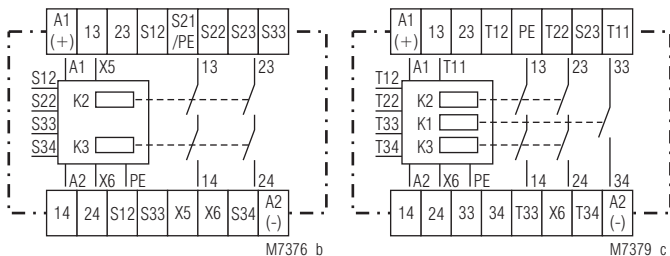 A1 (+) 13 23 S12 S21 /PE S22 S23 S33
A1 X5 13 23
S12
S22
S33
S34
K2
K3
A2 X6 PE 14 24
14 24 S12 S33 X5 X6 S34 A2 (-)
M7376 b
A1 (+) 13 23 T12 PE T22 S23 T11
A1 T11 13 23 33
T12
T22
T33
T34
K2
K1
K3
A2 X6 PE 14 24 34
14 24 33 34 T33 X6 T34 A2 (-)
M7379 c